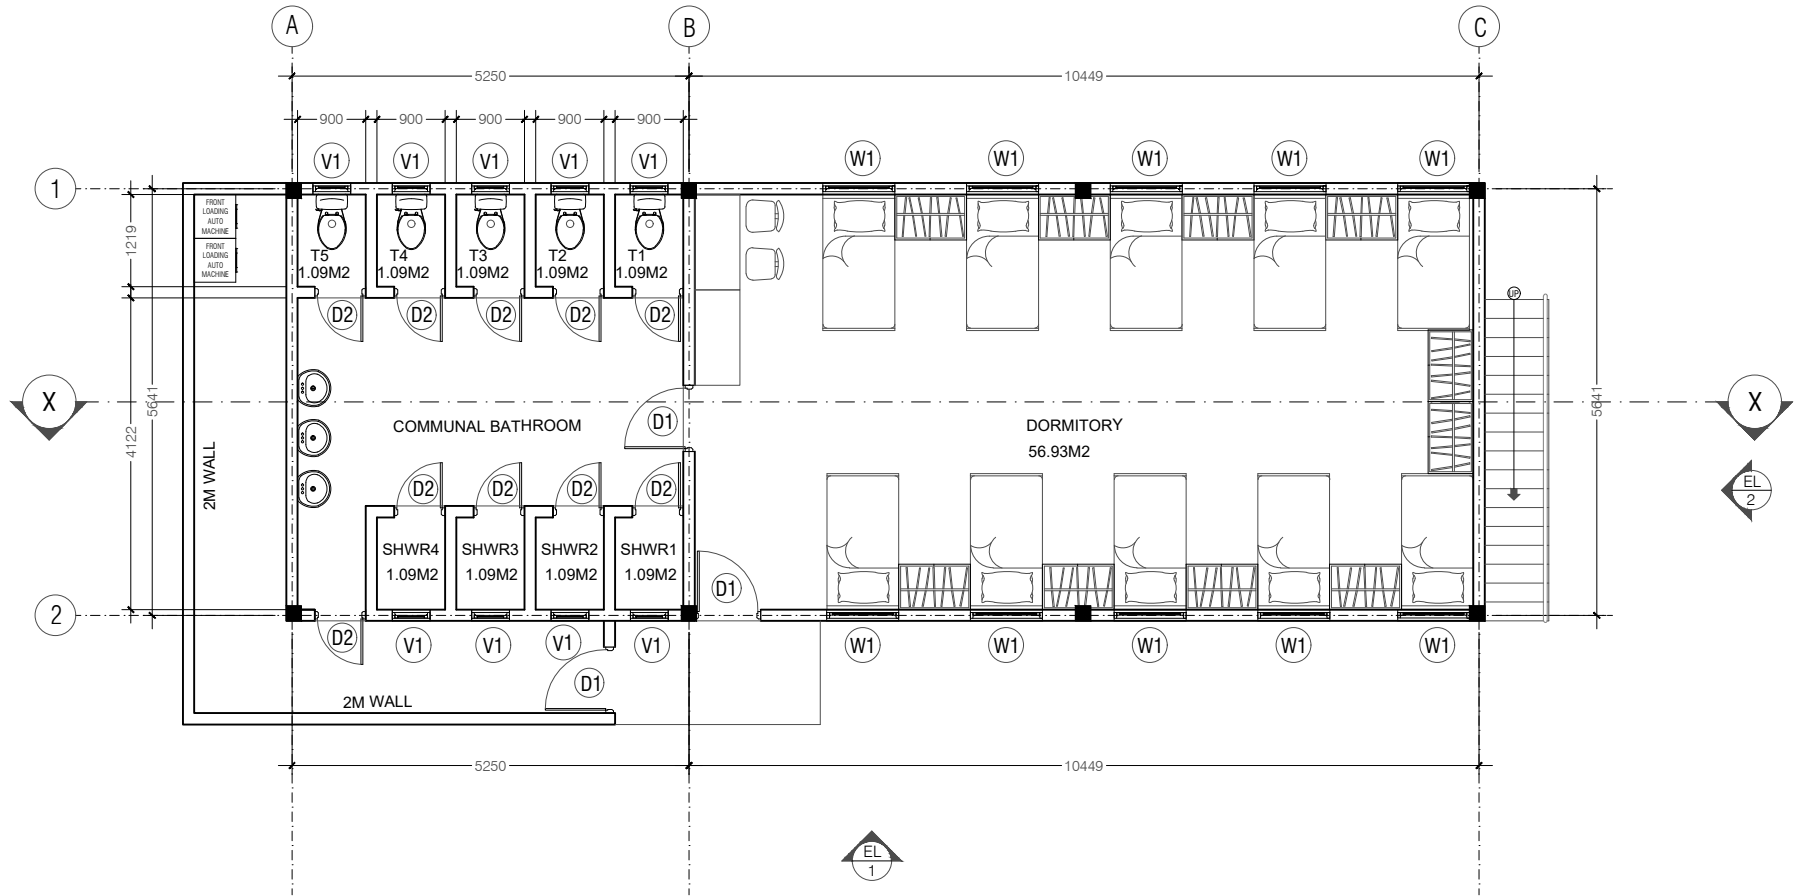 A
B
C
5250
10449
900
900
900
900
900
V1
V1
V1
V1
V1
W1
W1
W1
W1
W1
1
FRONT
LOADING
AUTO
MACHINE
FRONT
LOADING
AUTO
MACHINE
1219
T5
1.09M2
T4
1.09M2
T3
1.09M2
T2
1.09M2
T1
1.09M2
D2
D2
D2
D2
D2
UP
X
5641
4122
COMMUNAL BATHROOM
D1
DORMITORY
56.93M2
5641
X
2M WALL
D2
D2
D2
D2
EL
2
SHWR4
1.09M2
SHWR3
1.09M2
SHWR2
1.09M2
SHWR1
1.09M2
D1
2
D2
V1
V1
V1
V1
W1
W1
W1
W1
W1
D1
2M WALL
5250
10449
EL
1